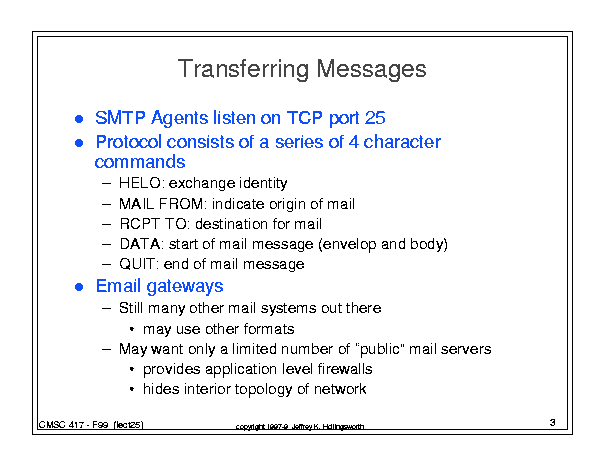 Transferring Messages
● SMTP Agents listen on TCP port 25
● Protocol consists of a series of 4 character
commands
– HELO: exchange identity
– MAIL FROM: indicate origin of mail
– RCPT TO: destination for mail
– DATA: start of mail message (envelop and body)
– QUIT: end of mail message
● Email gateways
– Still many other mail systems out there
• may use other formats
– May want only a limited number of "public" mail servers
• provides application level firewalls
• hides interior topology of network
CMSC 417 - F99 (lect25)
copyright 1997-9 Jeffrey K. Hollingsworth
3